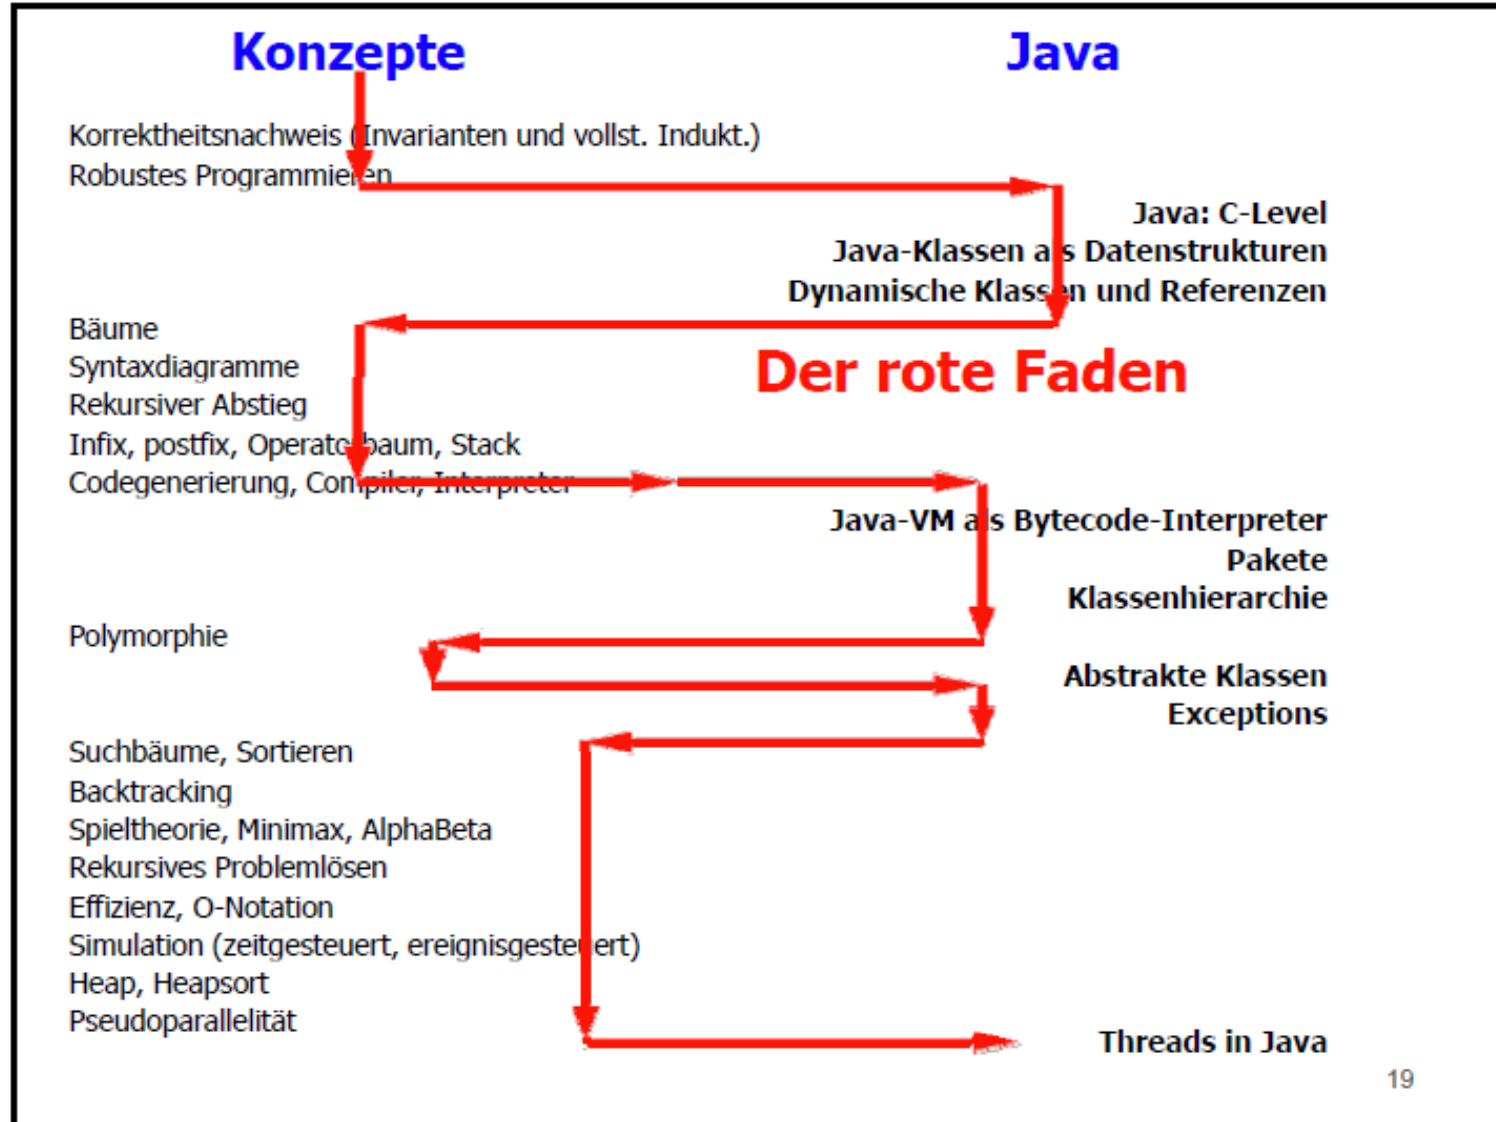 Konzepte
Java
Korrektheitsnachweis (Invarianten und vollst. Indukt.)
Robustes Programmieren
Java: C-Level
Java-Klassen als Datenstrukturen
Dynamische Klassen und Referenzen
Bäume
Syntaxdiagramme
Der rote Faden
Rekursiver Abstieg
Infix, postfix, Operatorbaum, Stack
Codegenerierung, Compiler, Interpreter
Java-VM als Bytecode-Interpreter
Pakete
Klassenhierarchie
Polymorphie
Abstrakte Klassen
Exceptions
Suchbäume, Sortieren
Backtracking
Spieltheorie, Minimax, AlphaBeta
Rekursives Problemlösen
Effizienz, O-Notation
Simulation (zeitgesteuert, ereignisgesteuert)
Heap, Heapsort
Pseudoparallelität
Threads in Java
19